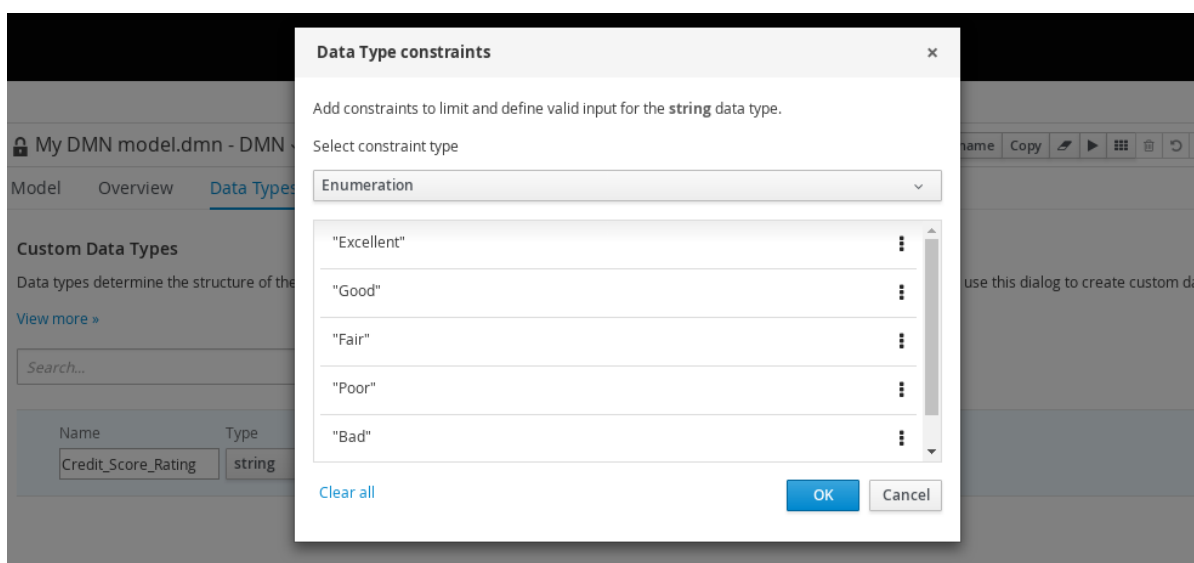 Data Type constraints ×
Add constraints to limit and define valid input for the string data type.
My DMN model.dmn - DMN
Select constraint type
name Copy
Model Overview Data Types
Enumeration
Custom Data Types
"Excellent"
Data types determine the structure of the
use this dialog to create custom
"Good"
View more »
"Fair"
Search...
"Poor"
Name Type
"Bad"
Credit_Score_Rating string
Clear all OK Cancel